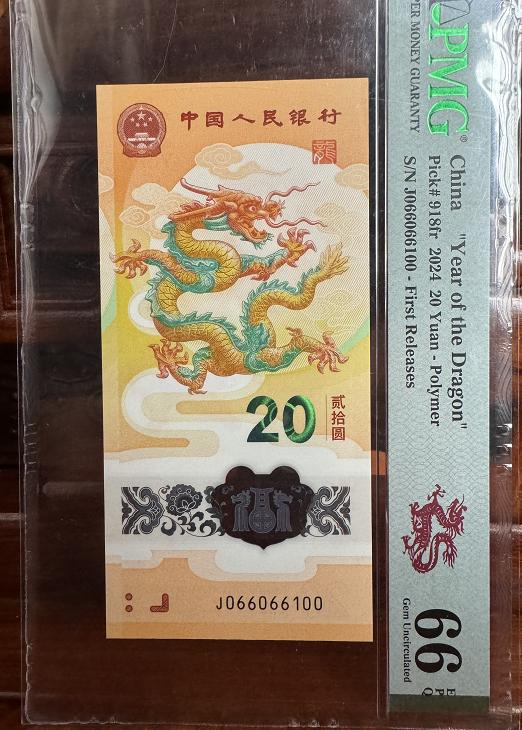 中国人民银行
龍
20
贰拾圆
J066066100
PMG
PER MONEY GUARANTY
China "Year of the Dragon"
Pick# 918fr 2024 20 Yuan - Polymer
S/N J066066100 - First Releases
66
Gem Uncirculated